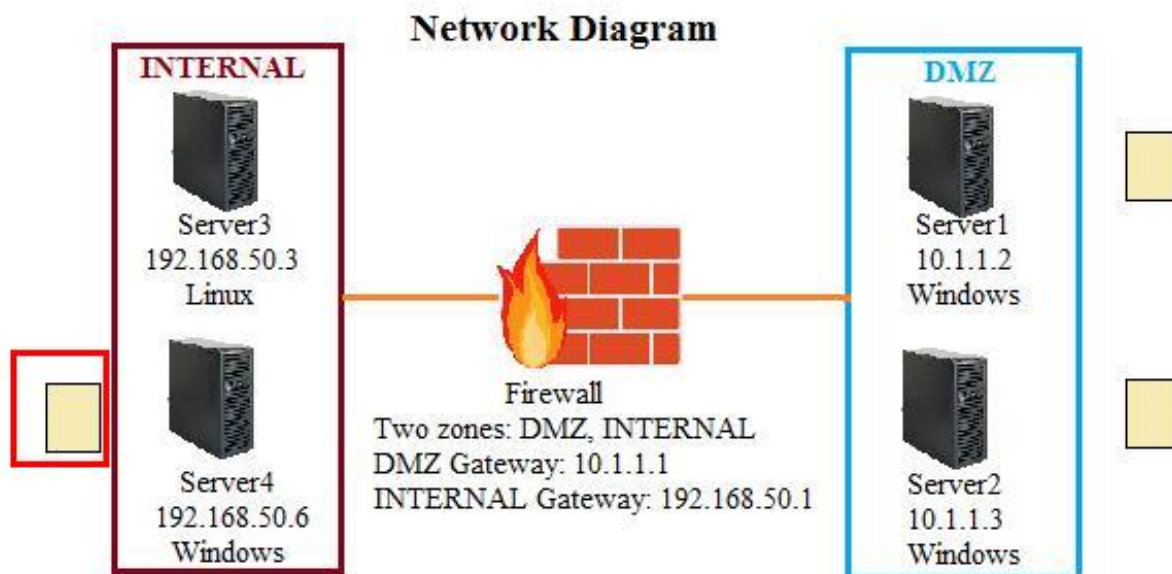 Network Diagram
INTERNAL
Server3
192.168.50.3
Linux
Server4
192.168.50.6
Windows
Firewall
Two zones: DMZ, INTERNAL
DMZ Gateway: 10.1.1.1
INTERNAL Gateway: 192.168.50.1
DMZ
Server1
10.1.1.2
Windows
Server2
10.1.1.3
Windows